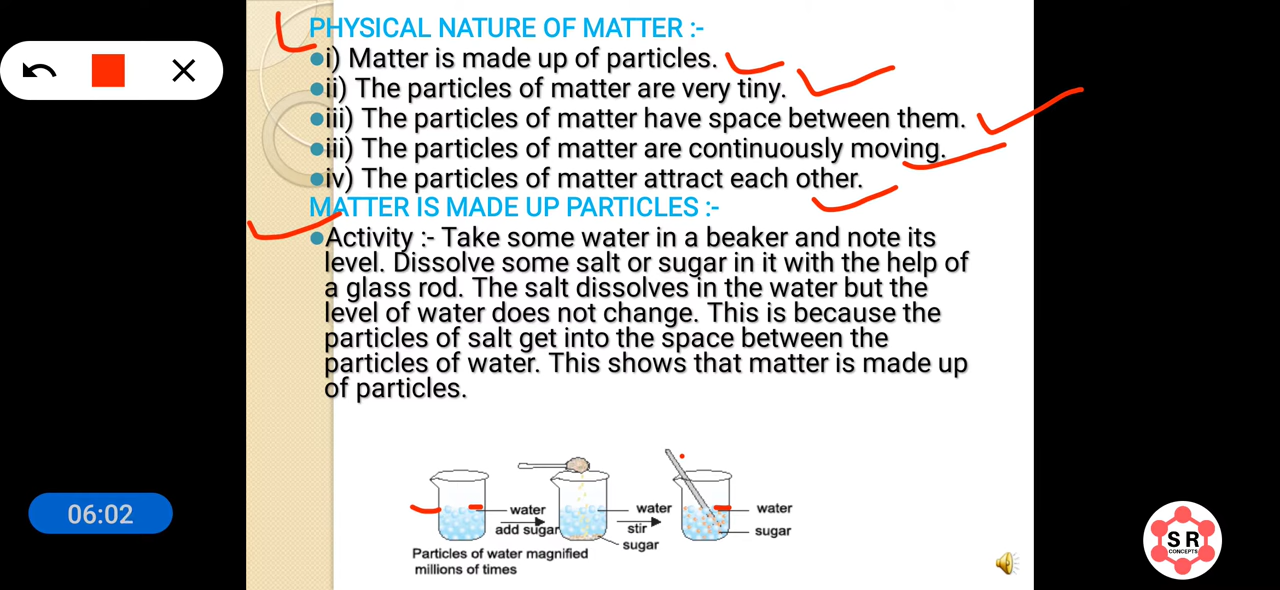 PHYSICAL NATURE OF MATTER :-
i) Matter is made up of particles.
ii) The particles of matter are very tiny.
iii) The particles of matter have space between them.
iii) The particles of matter are continuously moving.
iv) The particles of matter attract each other.
MATTER IS MADE UP PARTICLES :-
Activity :- Take some water in a beaker and note its
level. Dissolve some salt or sugar in it with the help of
a glass rod. The salt dissolves in the water but the
level of water does not change. This is because the
particles of salt get into the space between the
particles of water. This shows that matter is made up
of particles.
water
add sugar
water
stir
sugar
water
sugar
Particles of water magnified
millions of times
06:02
S R
CONCEPTS